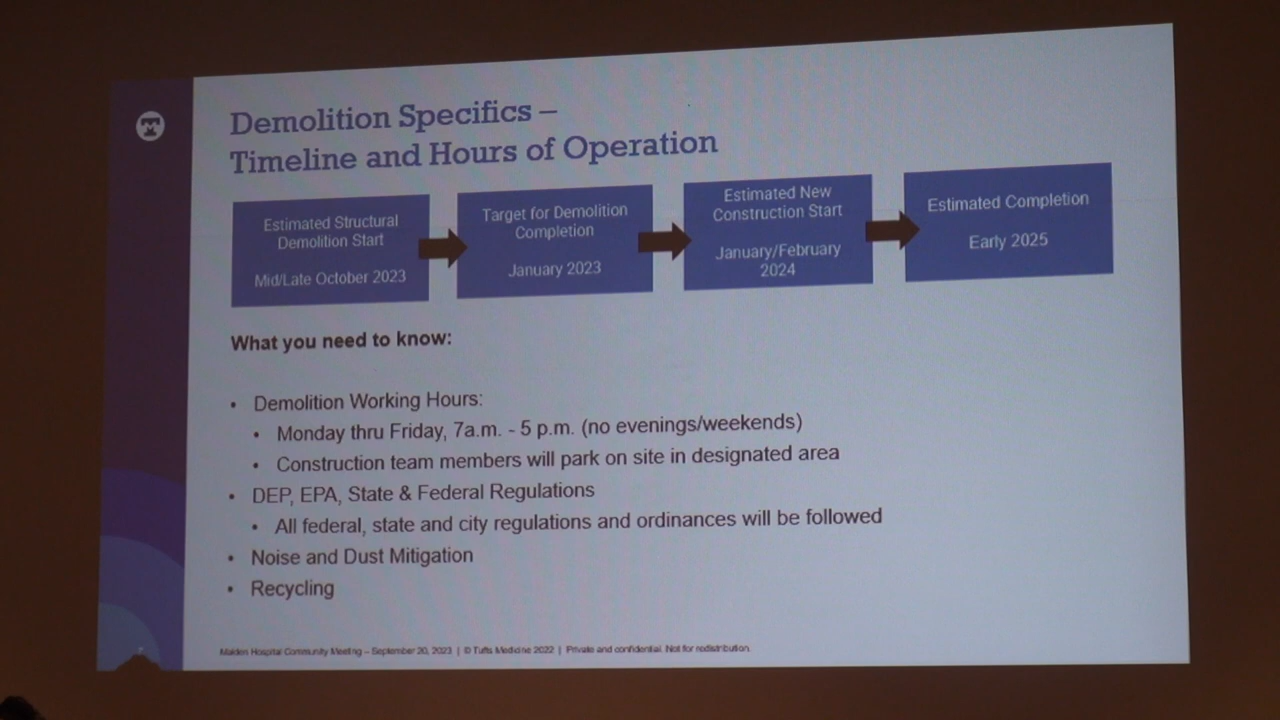 Demolition Specifics –
Timeline and Hours of Operation
Estimated Structural
Demolition Start
Mid/Late October 2023
Target for Demolition
Completion
January 2023
Estimated New
Construction Start
January/February
2024
Estimated Completion
Early 2025
What you need to know:
• Demolition Working Hours:
• Monday thru Friday, 7a.m. - 5 p.m. (no evenings/weekends)
• Construction team members will park on site in designated area
• DEP, EPA, State & Federal Regulations
• All federal, state and city regulations and ordinances will be followed
• Noise and Dust Mitigation
• Recycling
Malden Hospital Community Meeting – September 20, 2023 | © Tufts Medicine 2022 | Private and confidential. Not for redistribution.